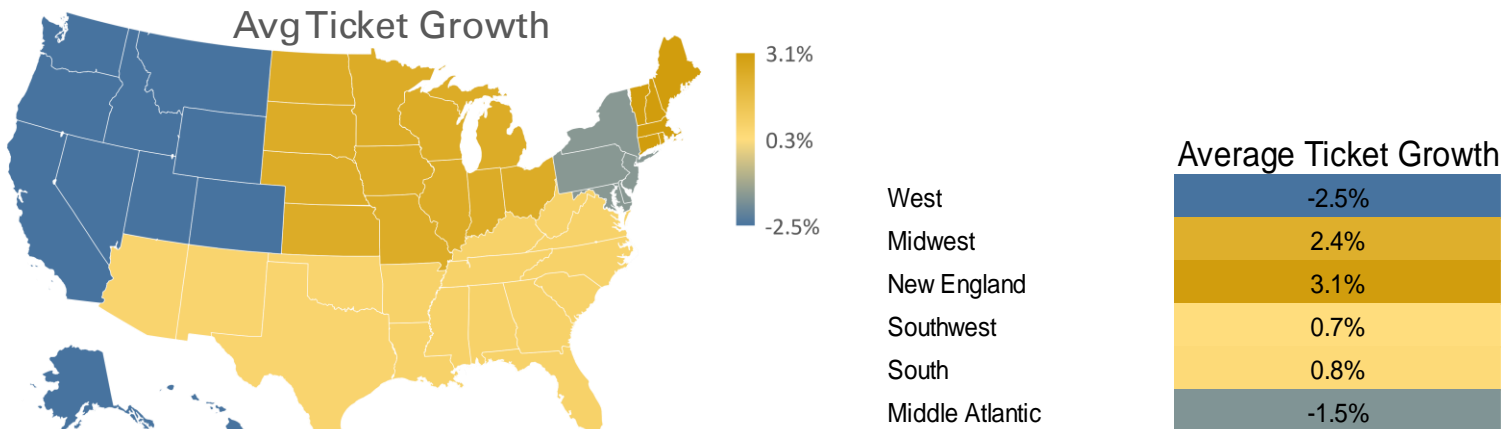 Avg Ticket Growth
3.1%
0.3%
-2.5%
Average Ticket Growth
West -2.5%
Midwest 2.4%
New England 3.1%
Southwest 0.7%
South 0.8%
Middle Atlantic -1.5%